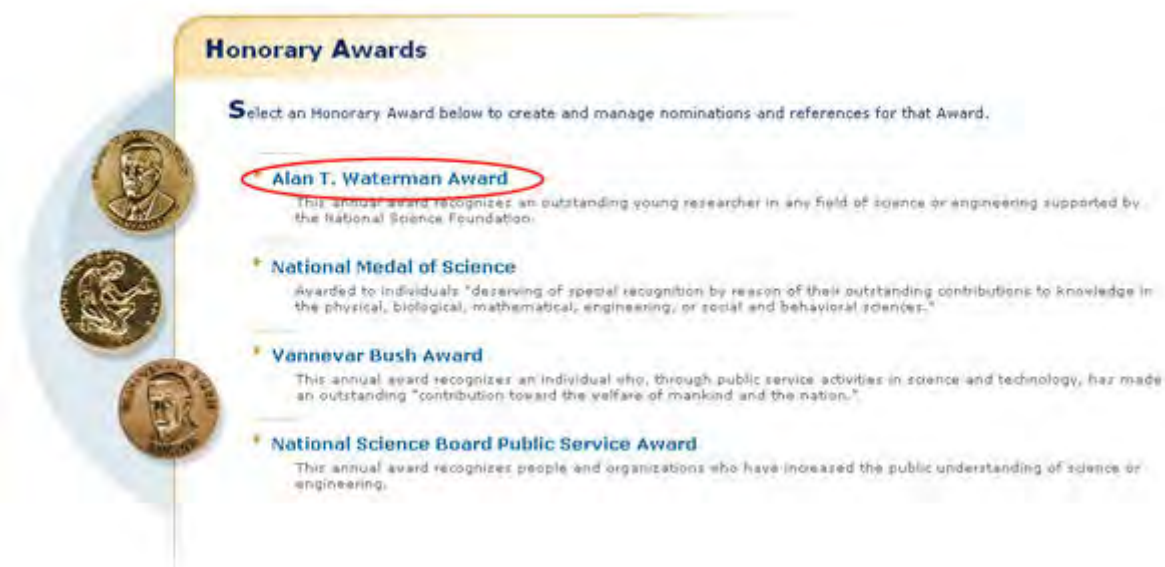 Honorary Awards
Select an Honorary Award below to create and manage nominations and references for that Award.
Alan T. Waterman Award
This annual award recognizes an outstanding young researcher in any field of science or engineering supported by
the National Science Foundation.
National Medal of Science
Awarded to individuals "deserving of special recognition by reason of their outstanding contributions to knowledge in
the physical, biological, mathematical, engineering, or social and behavioral sciences."
Vannevar Bush Award
This annual award recognizes an individual who, through public service activities in science and technology, has made
an outstanding "contribution toward the welfare of mankind and the nation."
National Science Board Public Service Award
This annual award recognizes people and organizations who have increased the public understanding of science or
engineering.